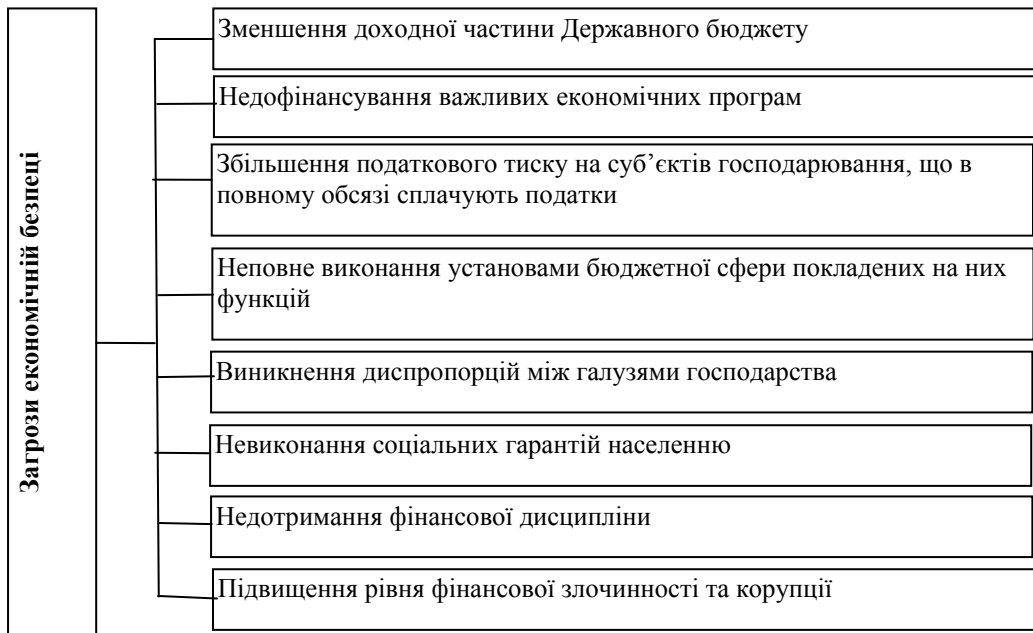 Загрози економічній безпеці
Зменшення доходної частини Державного бюджету
Недофінансування важливих економічних програм
Збільшення податкового тиску на суб’єктів господарювання, що в
повному обсязі сплачують податки
Неповне виконання установами бюджетної сфери покладених на них
функцій
Виникнення диспропорцій між галузями господарства
Невиконання соціальних гарантій населенню
Недотримання фінансової дисципліни
Підвищення рівня фінансової злочинності та корупції